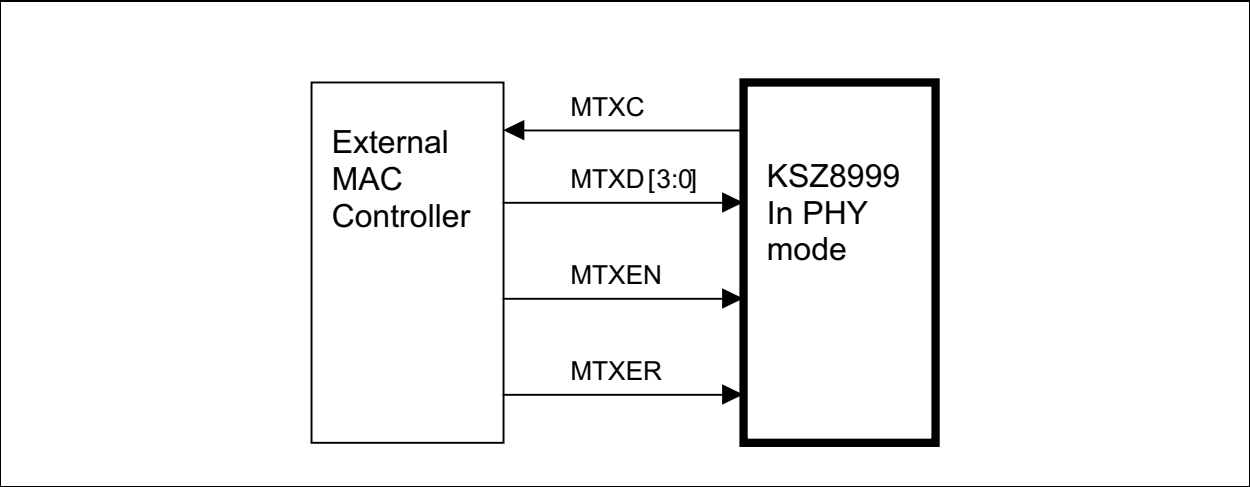 External
MAC
Controller
MTXC
MTXD[3:0]
MTXEN
MTXER
KSZ8999
In PHY
mode